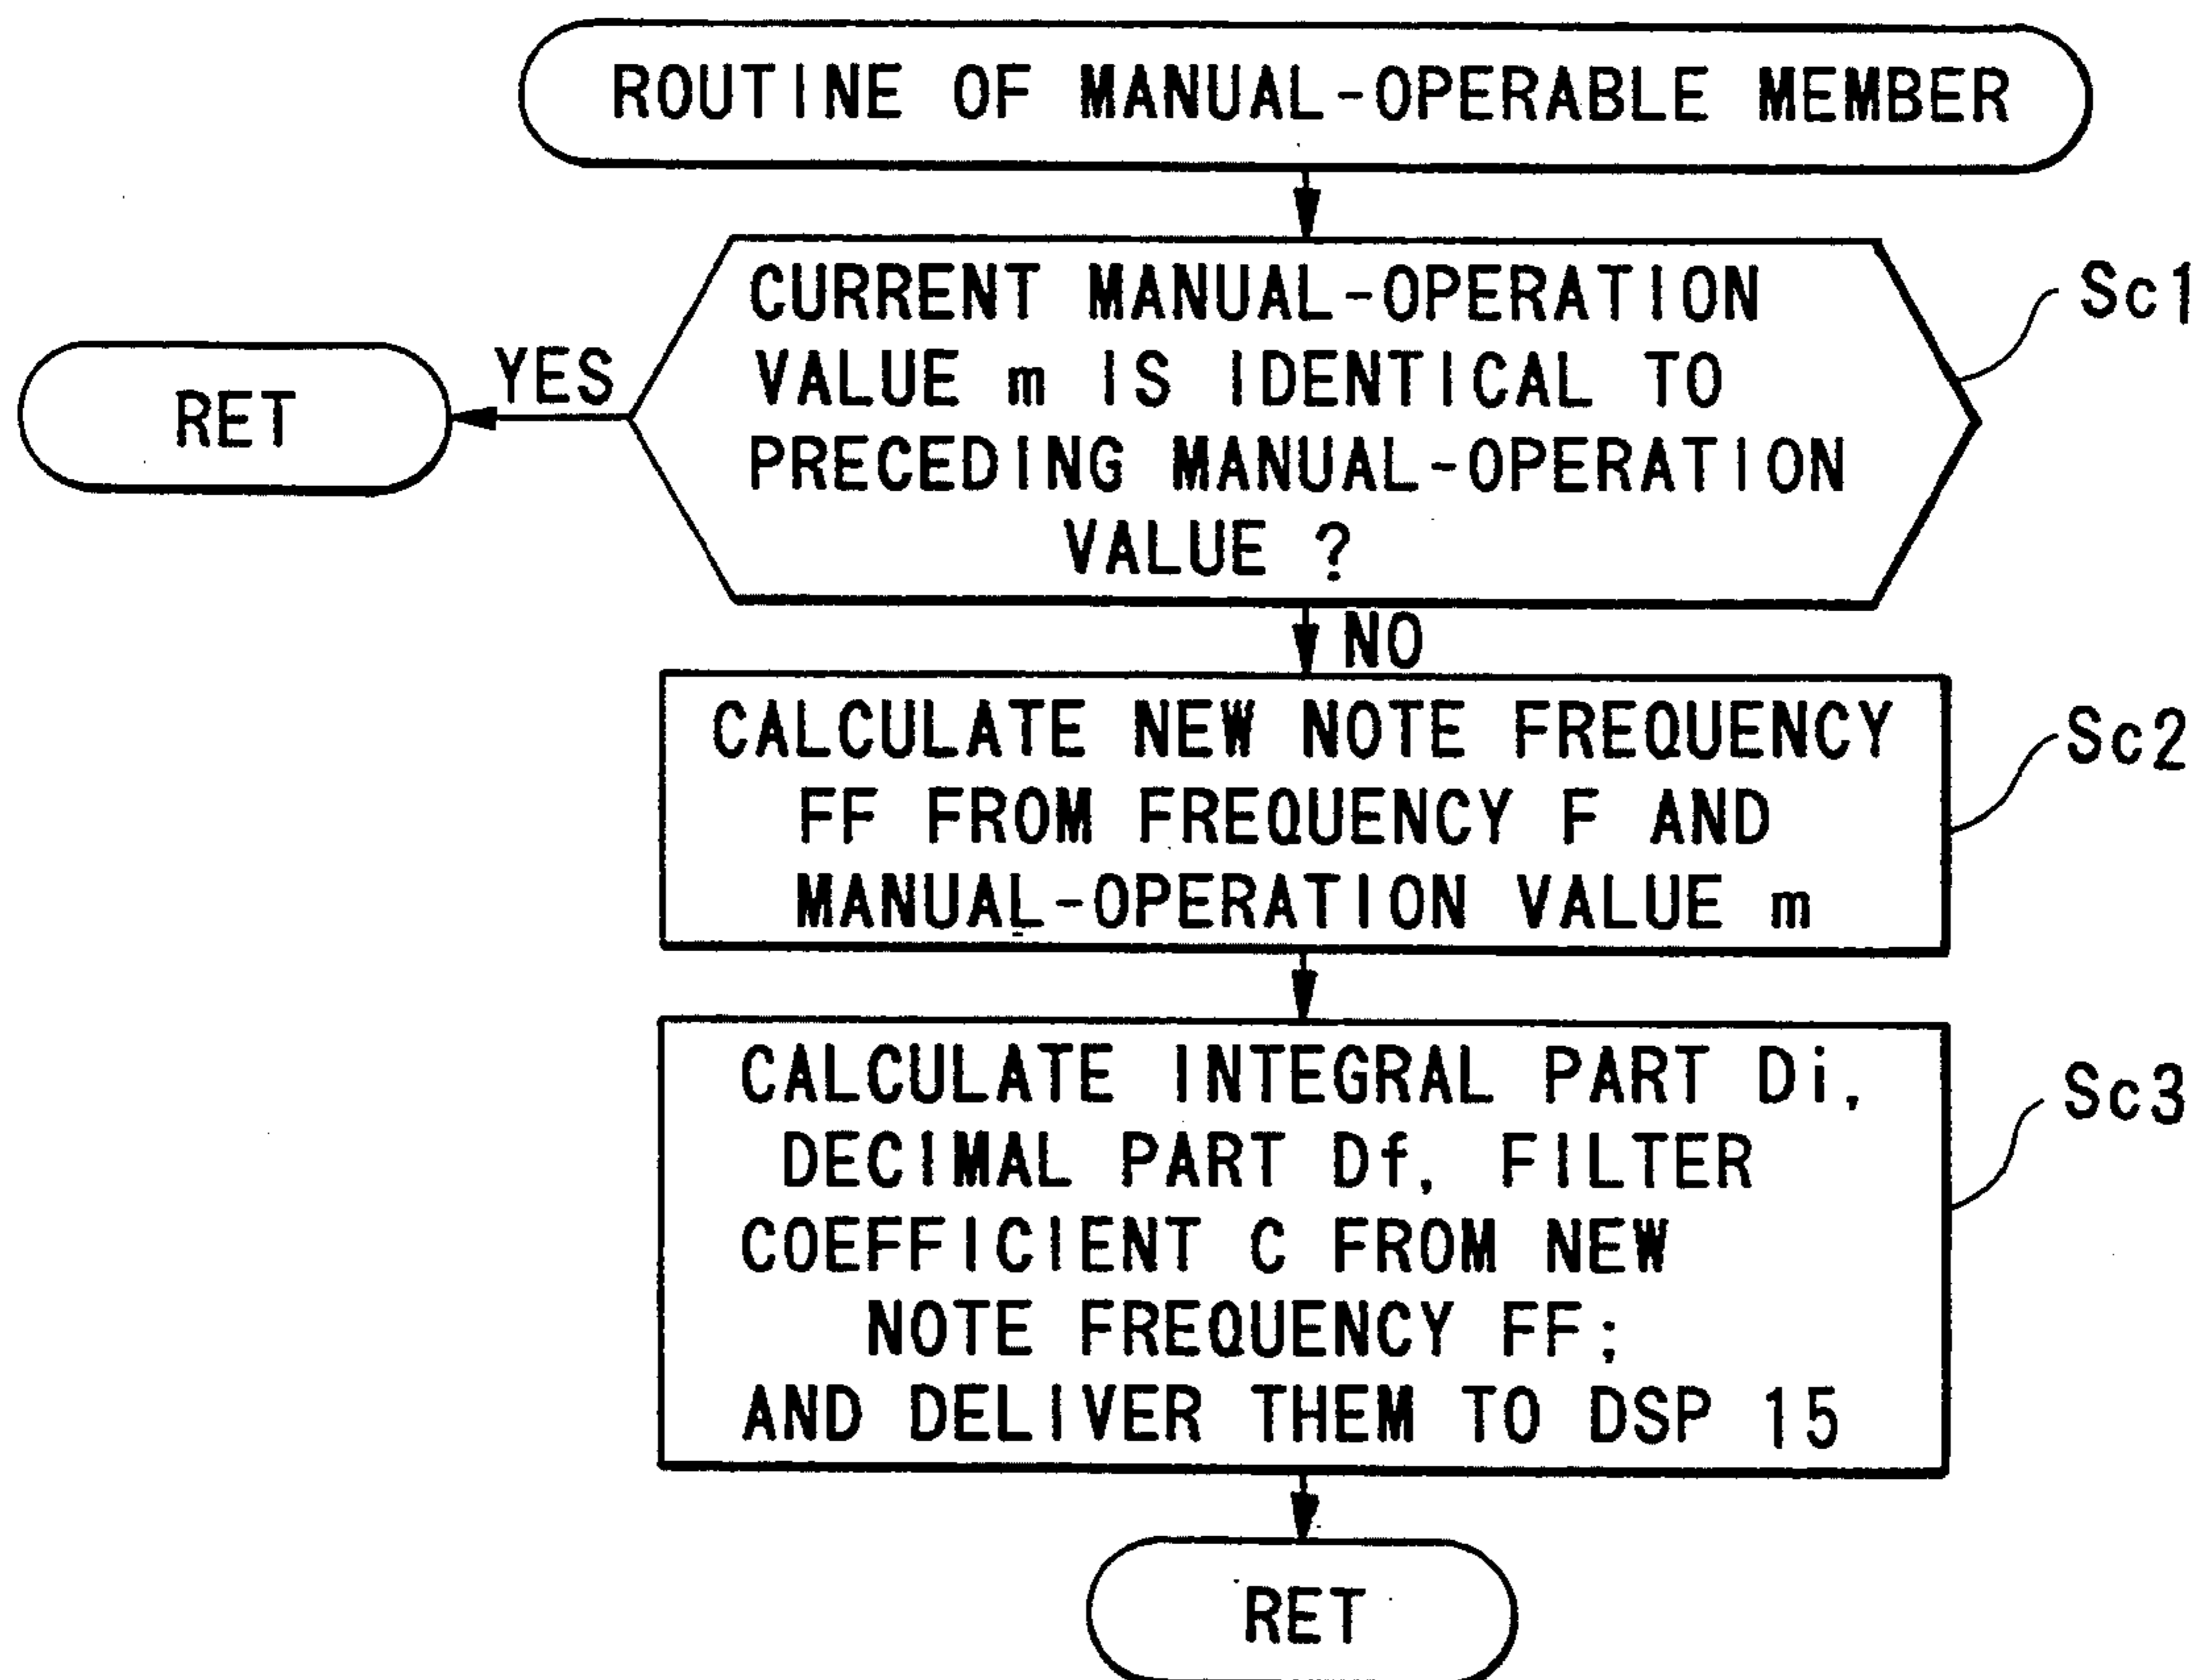 ROUTINE OF MANUAL-OPERABLE MEMBER
CURRENT MANUAL-OPERATION
VALUE m IS IDENTICAL TO
PRECEDING MANUAL-OPERATION
VALUE ?
Sc1
YES
RET
NO
CALCULATE NEW NOTE FREQUENCY
FF FROM FREQUENCY F AND
MANUAL-OPERATION VALUE m
Sc2
CALCULATE INTEGRAL PART Di,
DECIMAL PART Df, FILTER
COEFFICIENT C FROM NEW
NOTE FREQUENCY FF;
AND DELIVER THEM TO DSP 15
Sc3
RET